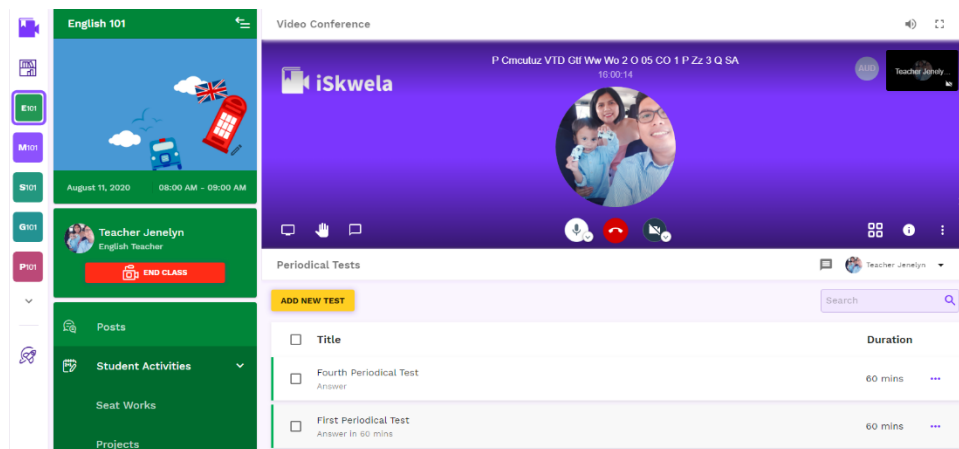 English 101
E101
M101
S101
G101
P101
August 11, 2020 08:00 AM - 09:00 AM
Teacher Jenelyn
English Teacher
END CLASS
Posts
Student Activities
Seat Works
Projects
Video Conference
iSkwela
P Cmcutuz VTD Gtf Ww Wo 2 O 05 CO 1 P Zz 3 Q SA
16:00:14
AUD
Teacher Jenely...
Periodical Tests
Teacher Jenelyn
ADD NEW TEST
Search
Title Duration
Fourth Periodical Test
Answer
60 mins
First Periodical Test
Answer in 60 mins
60 mins